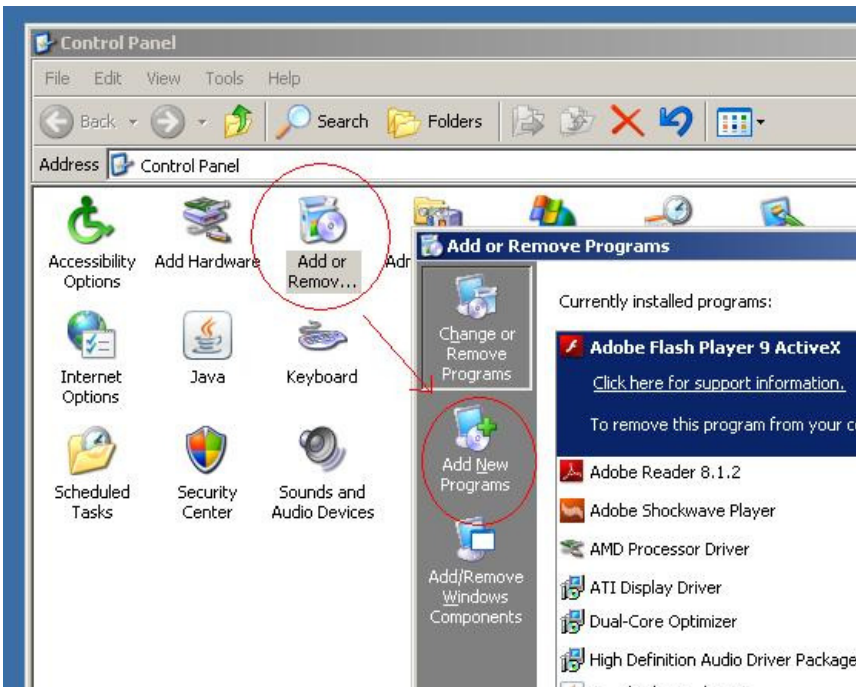 Control Panel
File Edit View Tools Help
Back Search Folders
Address Control Panel
Accessibility
Options
Add Hardware
Add or
Remov...
Internet
Options
Java
Keyboard
Scheduled
Tasks
Security
Center
Sounds and
Audio Devices
Add or Remove Programs
Change or
Remove
Programs
Add New
Programs
Add/Remove
Windows
Components
Currently installed programs:
Adobe Flash Player 9 ActiveX
Click here for support information.
To remove this program from your
Adobe Reader 8.1.2
Adobe Shockwave Player
AMD Processor Driver
ATI Display Driver
Dual-Core Optimizer
High Definition Audio Driver Package